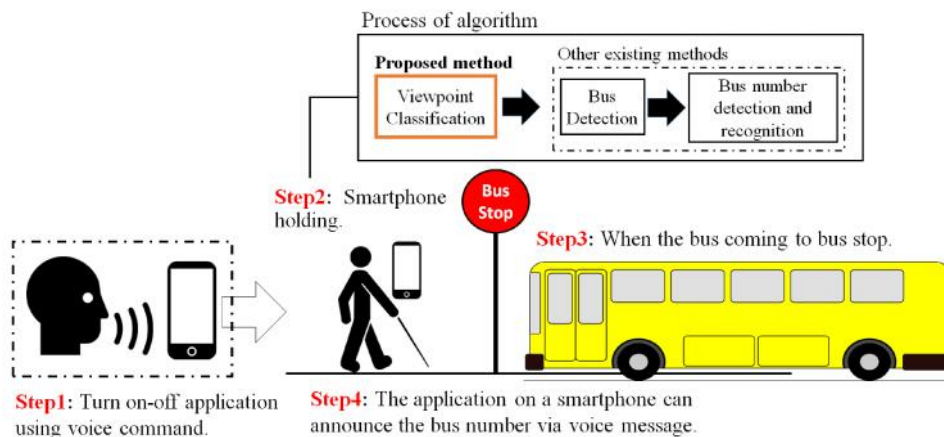 Process of algorithm
Other existing methods
Proposed method
Viewpoint
Classification
Bus
Detection
Bus number
detection and
recognition
Step2: Smartphone
holding.
Bus
Stop
Step3: When the bus coming to bus stop.
Step1: Turn on-off application
using voice command.
Step4: The application on a smartphone can
announce the bus number via voice message.